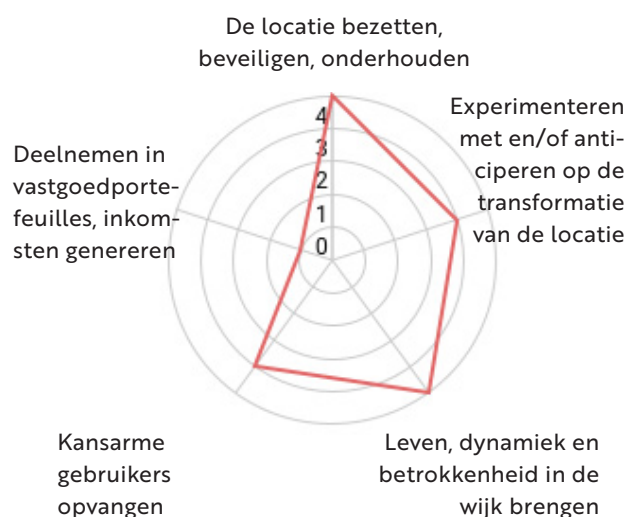 De locatie bezetten,
beveiligen, onderhouden
Experimenteren
met en/of anti-
ciperen op de
transformatie
van de locatie
Deelnemen in
vastgoedporte-
feuilles, inkom-
sten genereren
4
3
2
1
0
Kansarme
gebruikers
opvangen
Leven, dynamiek en
betrokkenheid in de
wijk brengen